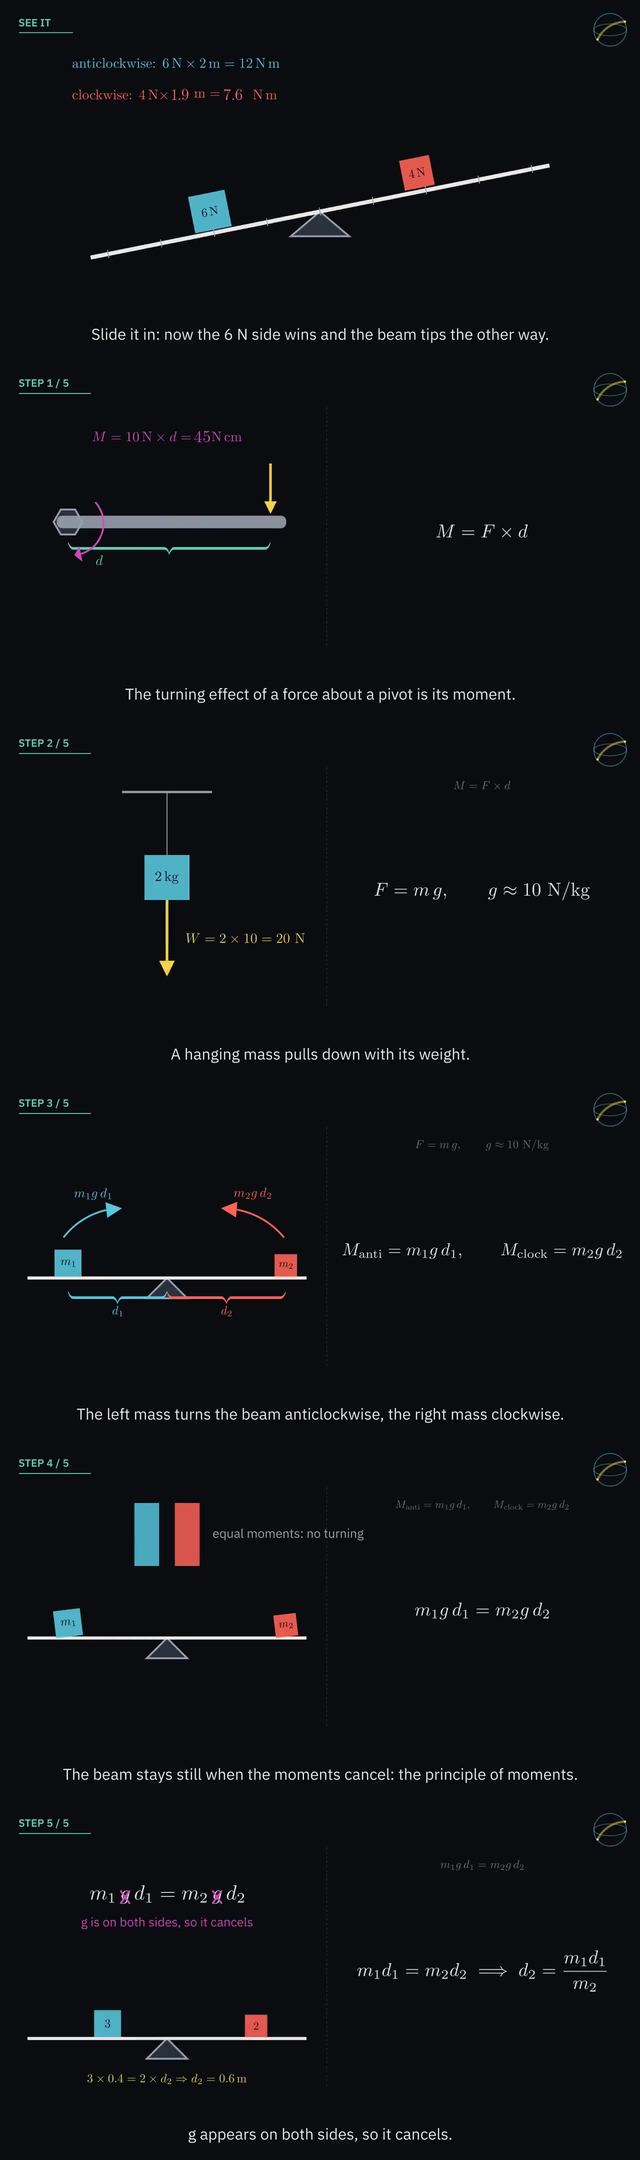 SEE IT
anticlockwise: 6 N × 2 m = 12 N m
clockwise: 4 N × 1.9 m = 7.6 N m
6 N
4 N
Slide it in: now the 6 N side wins and the beam tips the other way.
STEP 1 / 5
M = 10 N × d = 45 N cm
d
M = F × d
The turning effect of a force about a pivot is its moment.
STEP 2 / 5
M = F × d
2 kg
F = m g, g ≈ 10 N/kg
W = 2 × 10 = 20 N
A hanging mass pulls down with its weight.
STEP 3 / 5
F = m g, g ≈ 10 N/kg
m₁g d₁
m₂g d₂
m₁
m₂
M_anti = m₁g d₁, M_clock = m₂g d₂
d₁
d₂
The left mass turns the beam anticlockwise, the right mass clockwise.
STEP 4 / 5
M_anti = m₁g d₁, M_clock = m₂g d₂
equal moments: no turning
m₁g d₁ = m₂g d₂
m₁
m₂
The beam stays still when the moments cancel: the principle of moments.
STEP 5 / 5
m₁g d₁ = m₂g d₂
m₁ g d₁ = m₂ g d₂
g is on both sides, so it cancels
m₁d₁ = m₂d₂ ⟹ d₂ = m₁d₁/m₂
3
2
3 × 0.4 = 2 × d₂ ⇒ d₂ = 0.6 m
g appears on both sides, so it cancels.